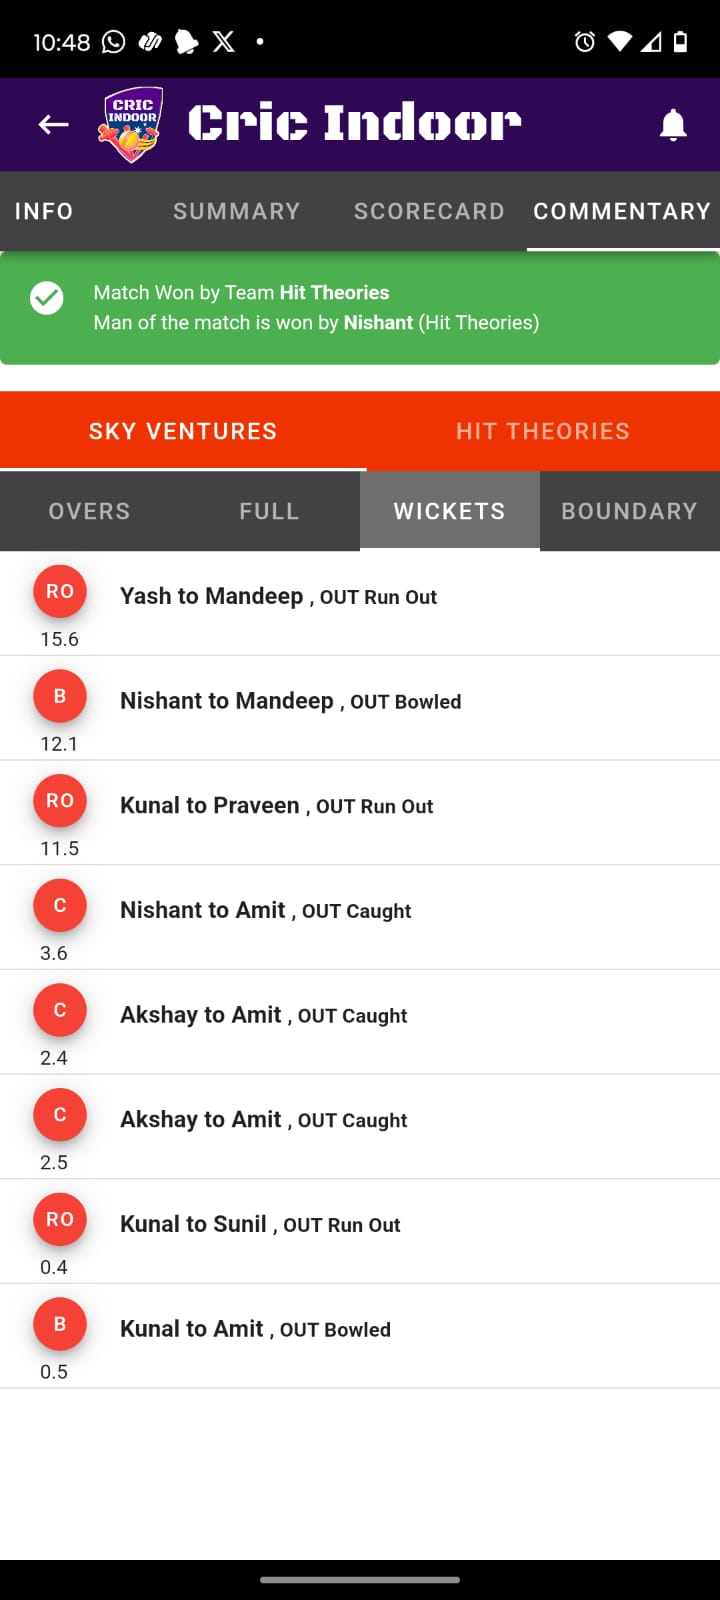 10:48
CRIC
INDOOR
Cric Indoor
INFO SUMMARY SCORECARD COMMENTARY
Match Won by Team Hit Theories
Man of the match is won by Nishant (Hit Theories)
SKY VENTURES HIT THEORIES
OVERS FULL WICKETS BOUNDARY
RO Yash to Mandeep , OUT Run Out
15.6
B Nishant to Mandeep , OUT Bowled
12.1
RO Kunal to Praveen , OUT Run Out
11.5
C Nishant to Amit , OUT Caught
3.6
C Akshay to Amit , OUT Caught
2.4
C Akshay to Amit , OUT Caught
2.5
RO Kunal to Sunil , OUT Run Out
0.4
B Kunal to Amit , OUT Bowled
0.5